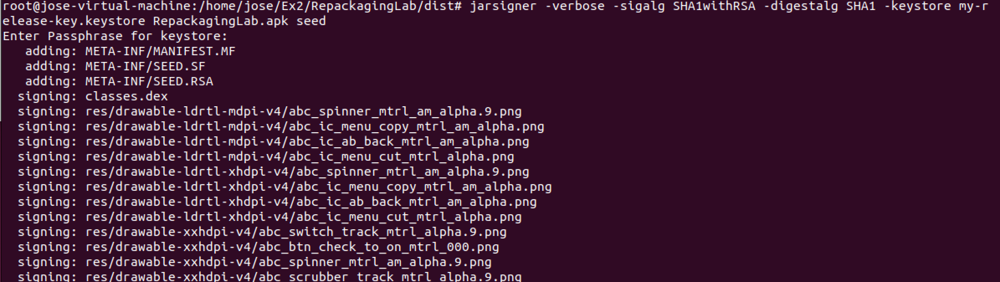 root@jose-virtual-machine:/home/jose/Ex2/RepackagingLab/dist# jarsigner -verbose -sigalg SHA1withRSA -digestalg SHA1 -keystore my-r
elease-key.keystore RepackagingLab.apk seed
Enter Passphrase for keystore:
   adding: META-INF/MANIFEST.MF
   adding: META-INF/SEED.SF
   adding: META-INF/SEED.RSA
  signing: classes.dex
  signing: res/drawable-ldrtl-mdpi-v4/abc_spinner_mtrl_am_alpha.9.png
  signing: res/drawable-ldrtl-mdpi-v4/abc_ic_menu_copy_mtrl_am_alpha.png
  signing: res/drawable-ldrtl-mdpi-v4/abc_ic_ab_back_mtrl_am_alpha.png
  signing: res/drawable-ldrtl-mdpi-v4/abc_ic_menu_cut_mtrl_alpha.png
  signing: res/drawable-ldrtl-xhdpi-v4/abc_spinner_mtrl_am_alpha.9.png
  signing: res/drawable-ldrtl-xhdpi-v4/abc_ic_menu_copy_mtrl_am_alpha.png
  signing: res/drawable-ldrtl-xhdpi-v4/abc_ic_ab_back_mtrl_am_alpha.png
  signing: res/drawable-ldrtl-xhdpi-v4/abc_ic_menu_cut_mtrl_alpha.png
  signing: res/drawable-xxhdpi-v4/abc_switch_track_mtrl_alpha.9.png
  signing: res/drawable-xxhdpi-v4/abc_btn_check_to_on_mtrl_000.png
  signing: res/drawable-xxhdpi-v4/abc_spinner_mtrl_am_alpha.9.png
  signing: res/drawable-xxhdpi-v4/abc_scrubber_track_mtrl_alpha.9.png